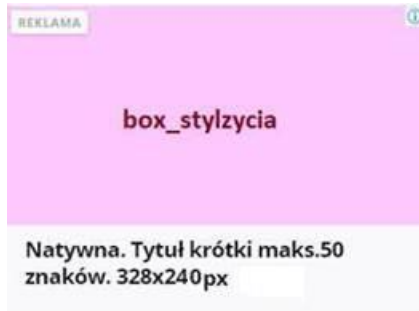 REKLAMA
box_stylzycia
Natywna. Tytuł krótki maks.50
znaków. 328x240px